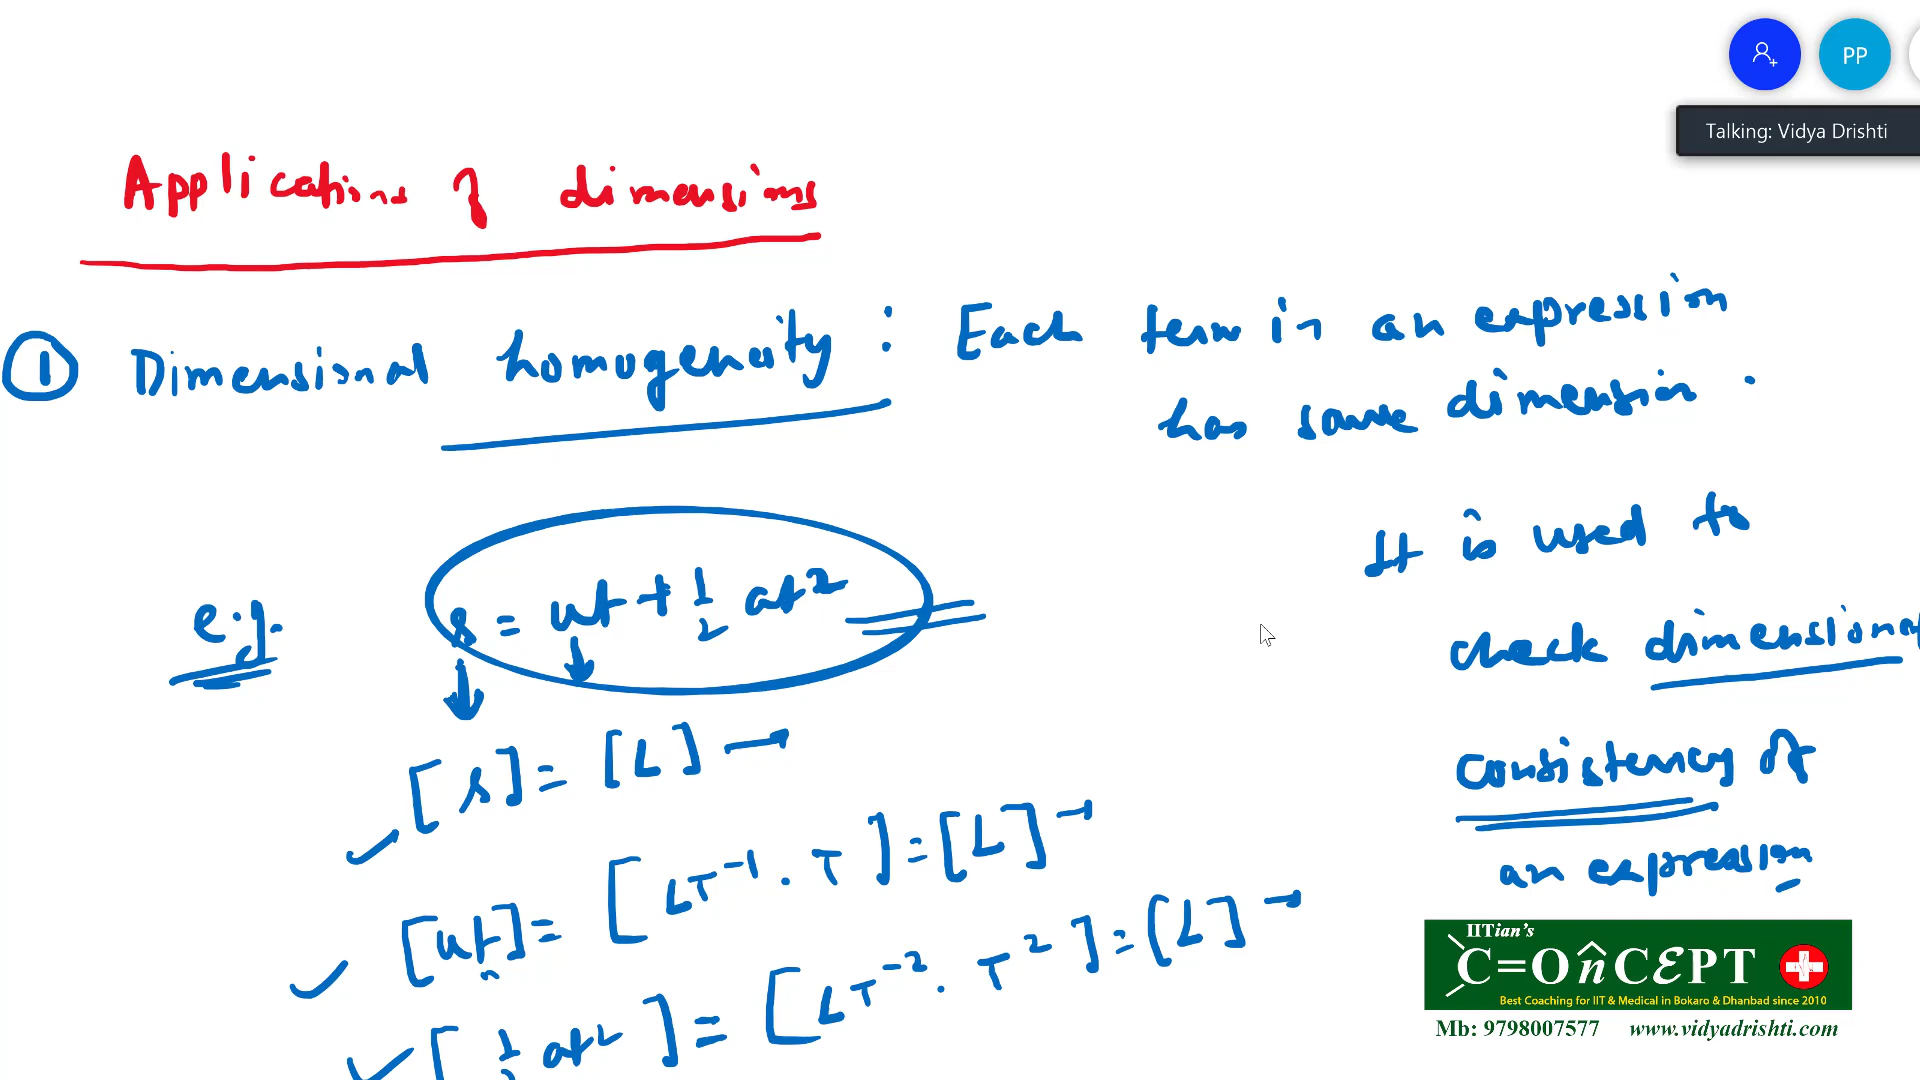 PP
Talking: Vidya Drishti
Applications of dimensions
① Dimensional homogeneity : Each term in an expression
has same dimension .
It is used to
check dimensional
consistency of
an expression
e.g. s = ut + 1/2 at²
[s] = [L] →
[ut] = [LT⁻¹ . T] = [L] →
[1/2 at²] = [LT⁻² . T²] = [L] →
IITian's
C=OnCEPT
Best Coaching for IIT & Medical in Bokaro & Dhanbad since 2010
Mb: 9798007577 www.vidyadrishti.com